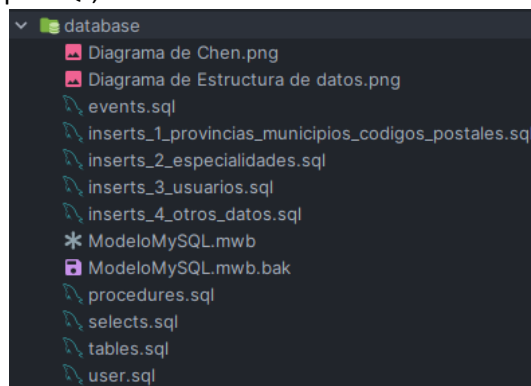 database
Diagrama de Chen.png
Diagrama de Estructura de datos.png
events.sql
inserts_1_provincias_municipios_codigos_postales.sql
inserts_2_especialidades.sql
inserts_3_usuarios.sql
inserts_4_otros_datos.sql
ModeloMySQL.mwb
ModeloMySQL.mwb.bak
procedures.sql
selects.sql
tables.sql
user.sql